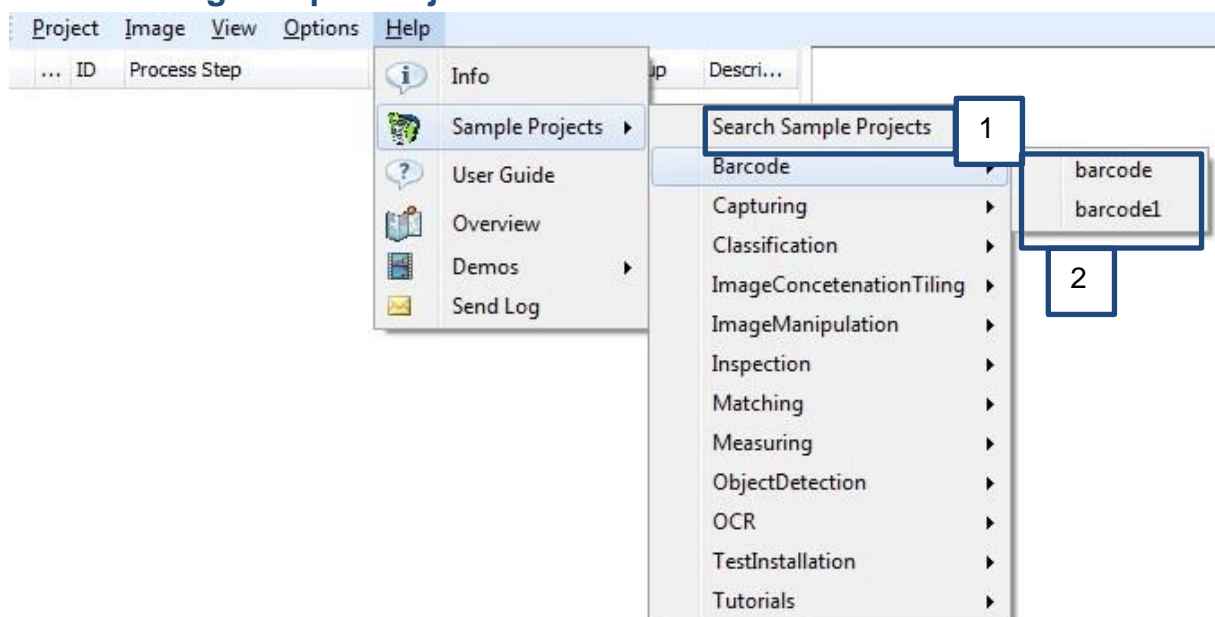 Project Image View Options Help
... ID Process Step up Descri...
Info
Sample Projects
User Guide
Overview
Demos
Send Log
Search Sample Projects 1
Barcode
Capturing
Classification
ImageConcetenationTiling
ImageManipulation
Inspection
Matching
Measuring
ObjectDetection
OCR
TestInstallation
Tutorials
barcode
barcode1
2